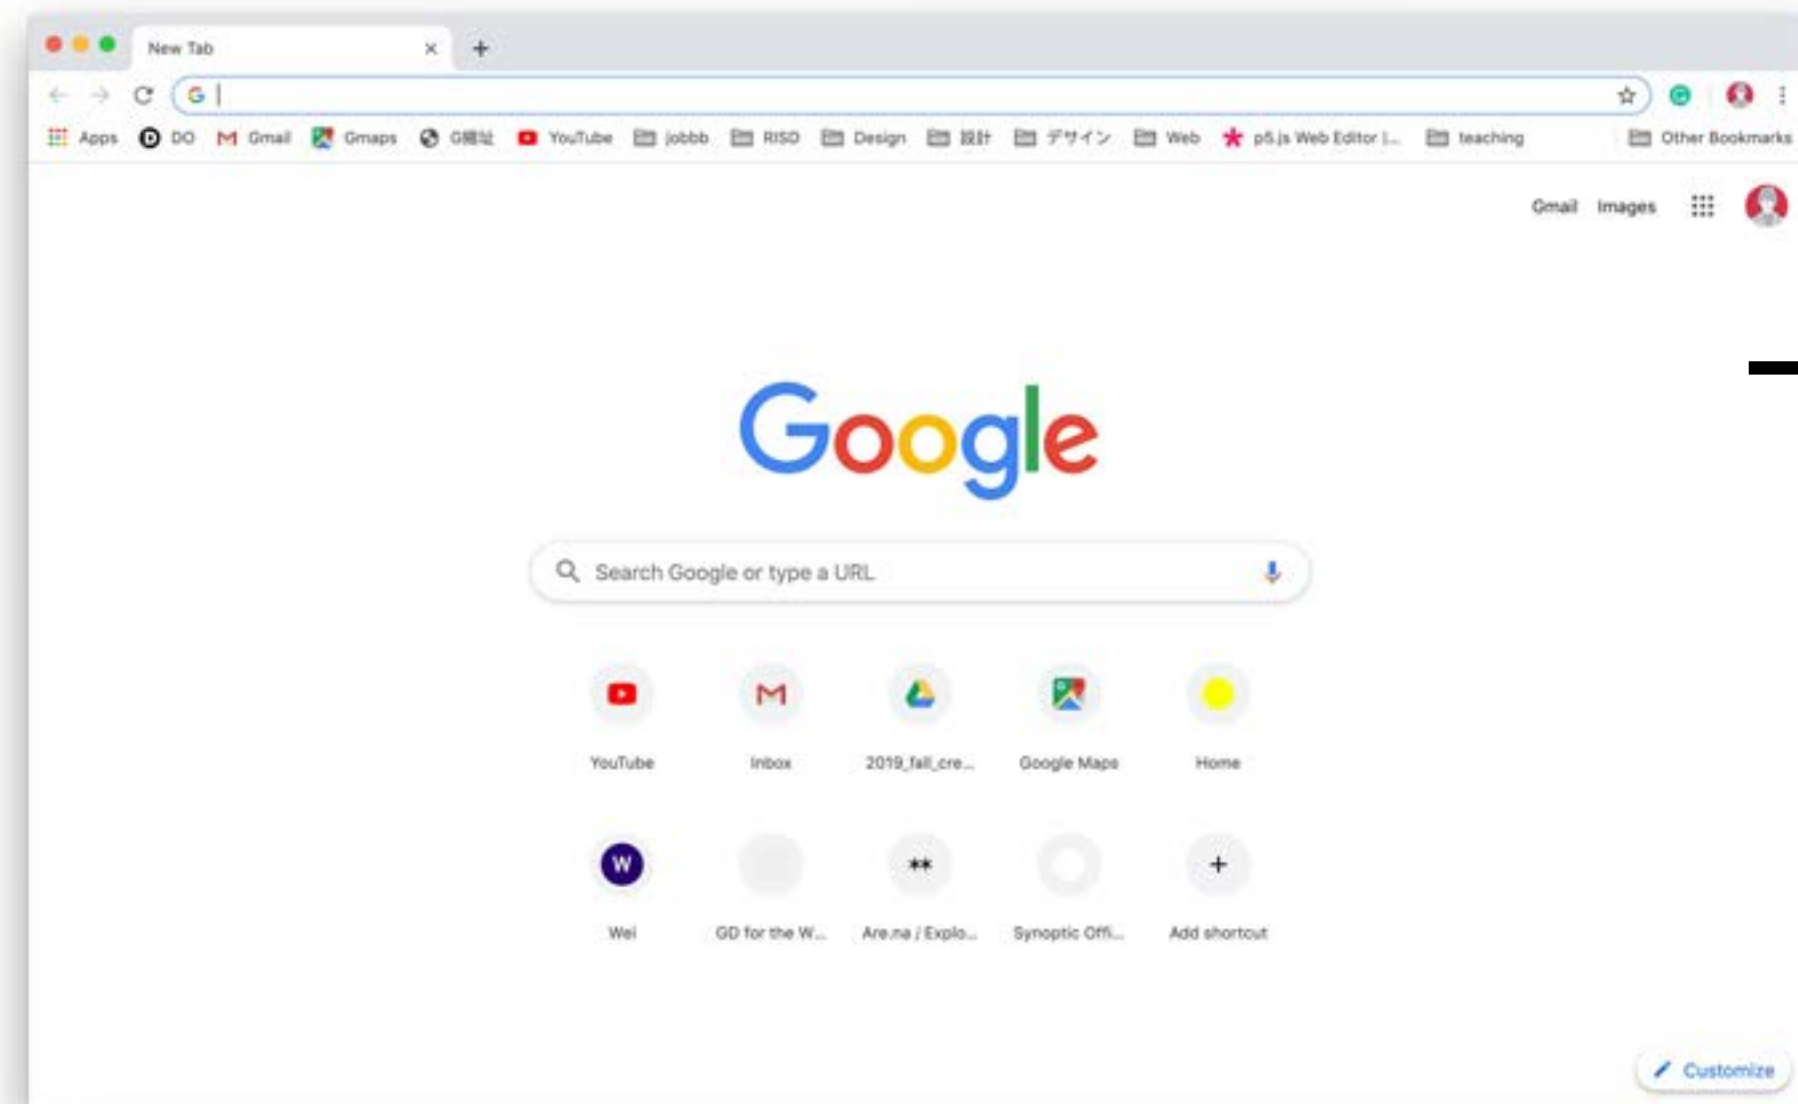 New Tab
Apps DO Gmail Gmaps YouTube jobbb RISD Design 設計 デザイン Web p5.js Web Editor |... teaching Other Bookmarks
Gmail Images
Google
Search Google or type a URL
YouTube Inbox 2019_fall_cre... Google Maps Home
W **
Wei GD for the W... Are.na / Explo... Synoptic Offi... Add shortcut
Customize